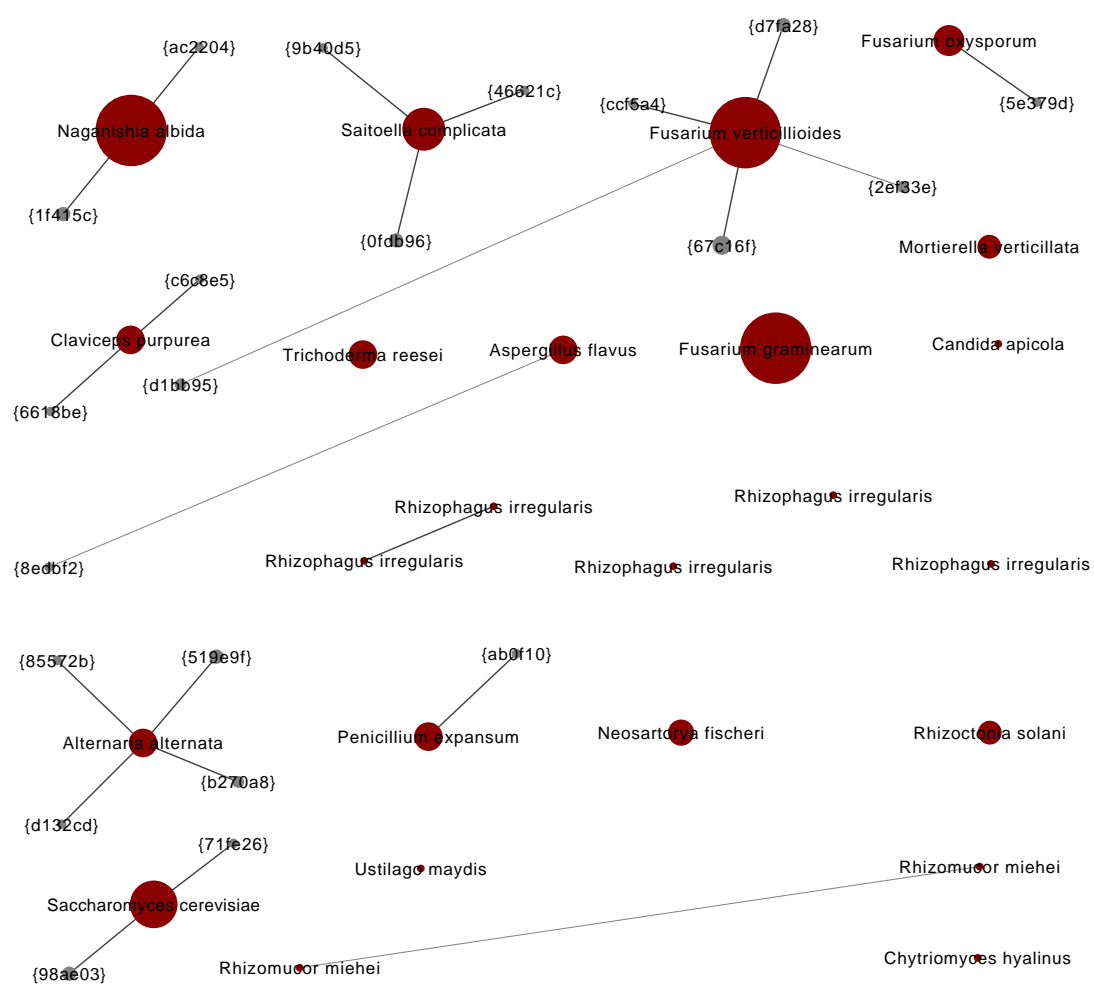 {d7fa28}
Fusarium oxysporum
{ac2204}
{9b40d5}
{46621c}
{ccf5a4}
{5e379d}
Naganishia albida
Saitoella complicata
Fusarium verticillioides
{2ef33e}
{1f415c}
{0fdb96}
{67c16f}
Mortierella verticillata
{c6c8e5}
Claviceps purpurea
Trichoderma reesei
Aspergillus flavus
Fusarium graminearum
Candida apicola
{d1bb95}
{6618be}
Rhizophagus irregularis
Rhizophagus irregularis
Rhizophagus irregularis
Rhizophagus irregularis
Rhizophagus irregularis
{8edbf2}
{85572b}
{519e9f}
{ab0f10}
Alternaria alternata
Penicillium expansum
Neosartorya fischeri
Rhizoctonia solani
{b270a8}
{d132cd}
{71fe26}
Ustilago maydis
Rhizomucor miehei
Saccharomyces cerevisiae
Chytriomyces hyalinus
{98ae03}
Rhizomucor miehei